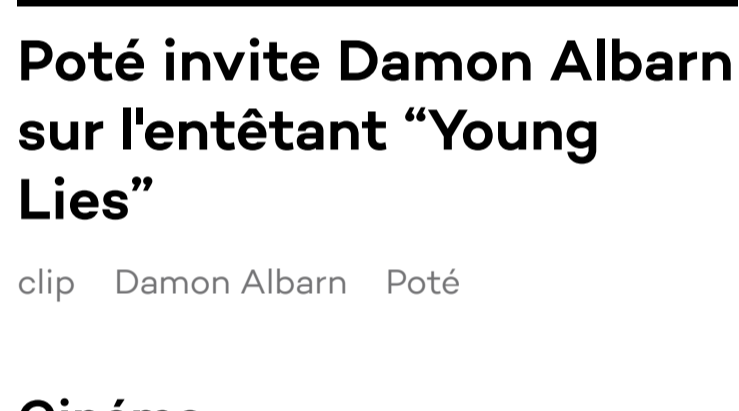 Poté invite Damon Albarn
sur l'entêtant “Young
Lies”
clip Damon Albarn Poté